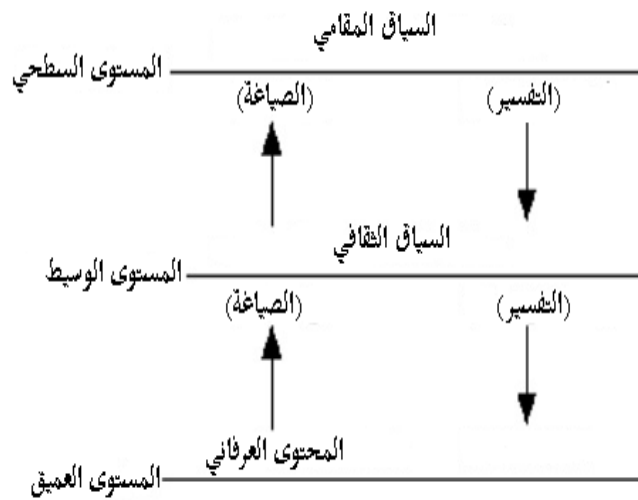 السياق المقامي
المستوى السطحي
(الصياغة) (التفسير)
السياق الثقافي
المستوى الوسيط
(الصياغة) (التفسير)
المحتوى العرفاني
المستوى العميق